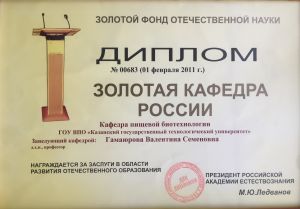 ЗОЛОТОЙ ФОНД ОТЕЧЕСТВЕННОЙ НАУКИ
ДИПЛОМ
№ 00683 (01 февраля 2011 г.)
ЗОЛОТАЯ КАФЕДРА
РОССИИ
Кафедра пищевой биотехнологии
ГОУ ВПО «Казанский государственный технологический университет»
Заведующий кафедрой: Гамаюрова Валентина Семеновна
д.х.н., профессор
НАГРАЖДАЕТСЯ ЗА ЗАСЛУГИ В ОБЛАСТИ
РАЗВИТИЯ ОТЕЧЕСТВЕННОГО ОБРАЗОВАНИЯ
ПРЕЗИДЕНТ РОССИЙСКОЙ
АКАДЕМИИ ЕСТЕСТВОЗНАНИЯ
М.Ю.Ледванов